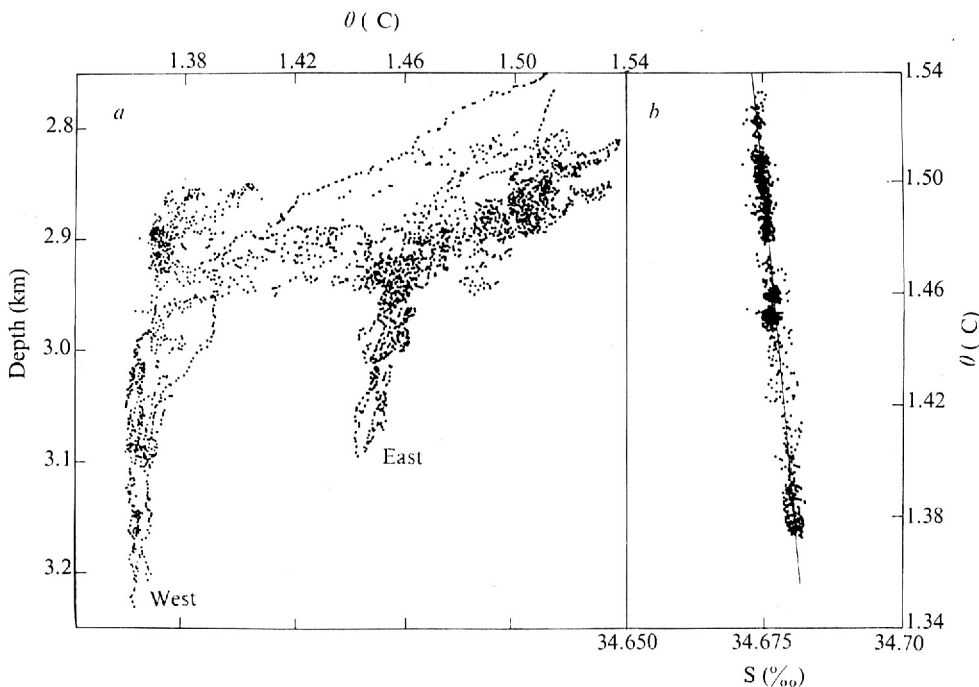 θ ( C)
1.38 1.42 1.46 1.50 1.54
a
b
1.54
2.8
1.50
2.9
1.46
Depth (km)
3.0
θ ( C)
1.42
East
3.1
1.38
3.2
West
1.34
34.650 34.675 34.70
S (‰)